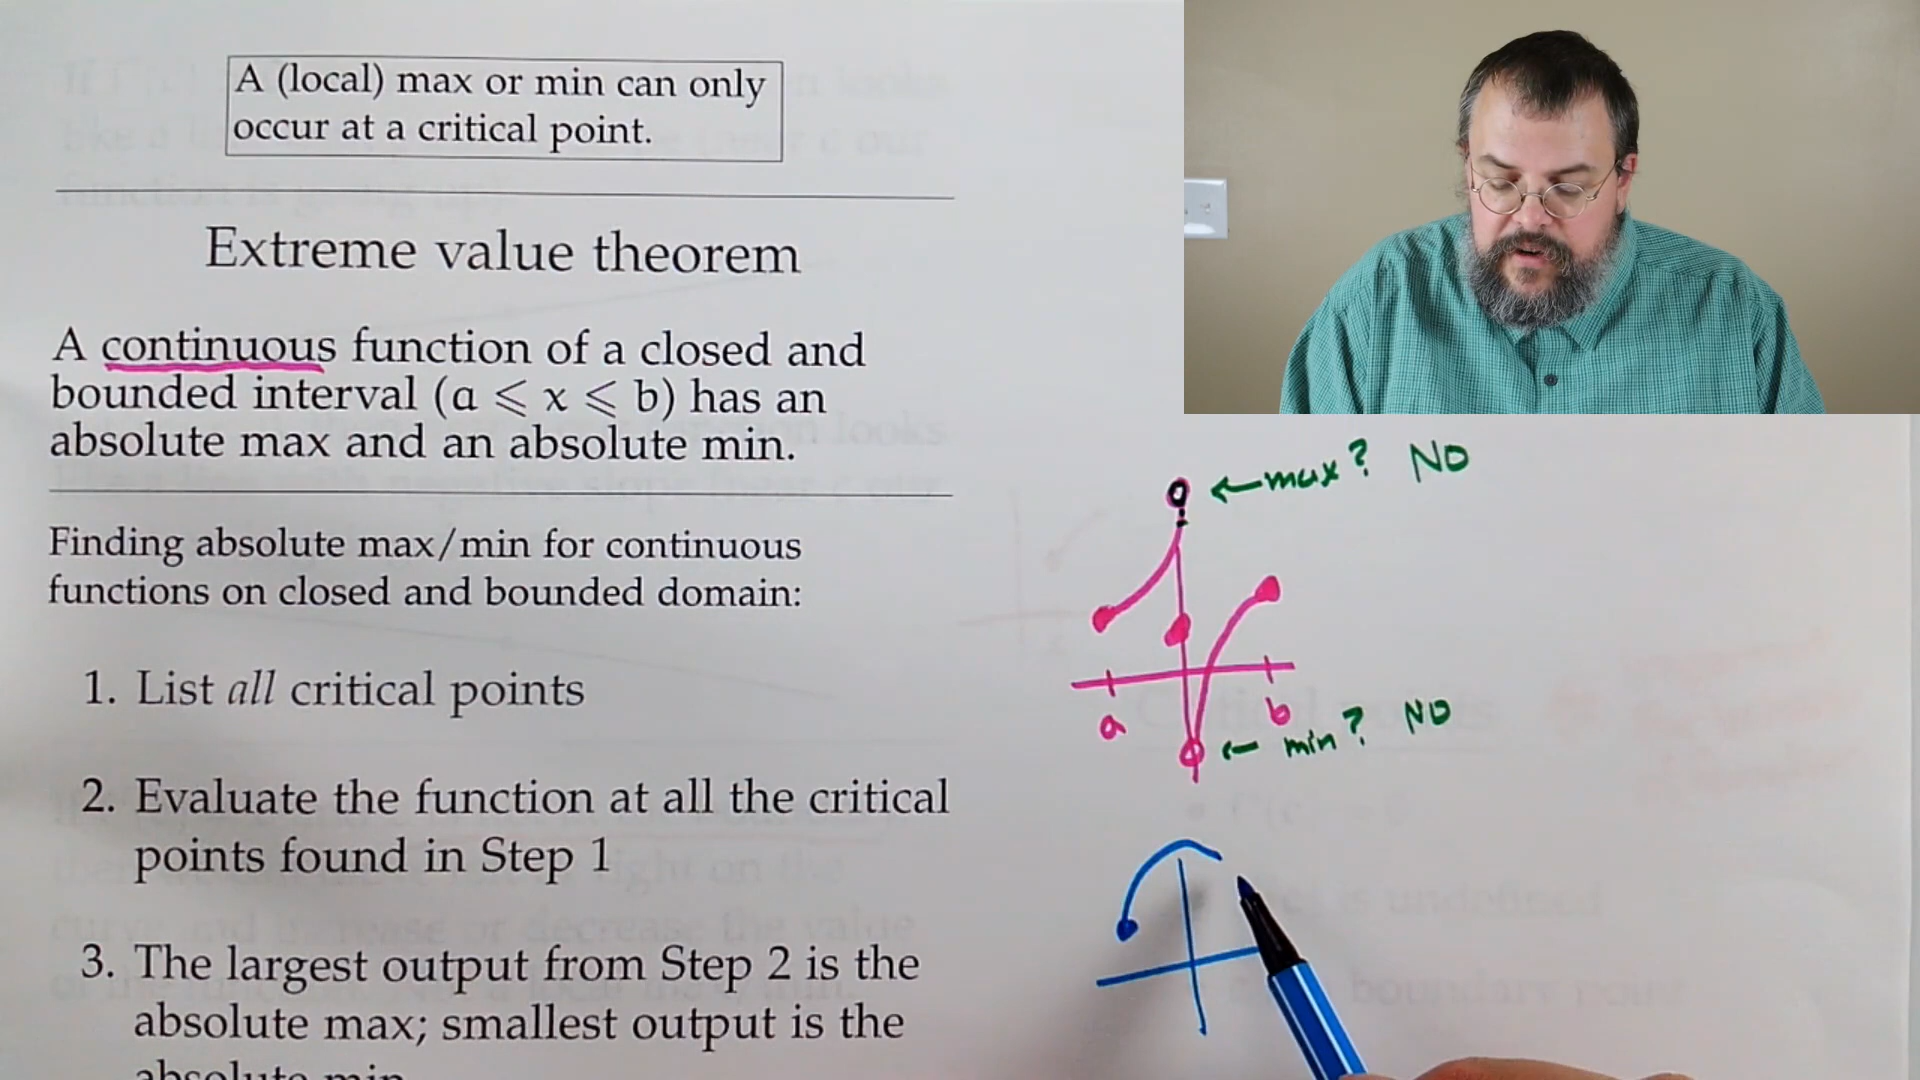 A (local) max or min can only
occur at a critical point.
Extreme value theorem
A continuous function of a closed and
bounded interval (a ⩽ x ⩽ b) has an
absolute max and an absolute min.
Finding absolute max/min for continuous
functions on closed and bounded domain:
1. List all critical points
2. Evaluate the function at all the critical
points found in Step 1
3. The largest output from Step 2 is the
absolute max; smallest output is the
absolute min.
←max? NO
a
b
← min? NO